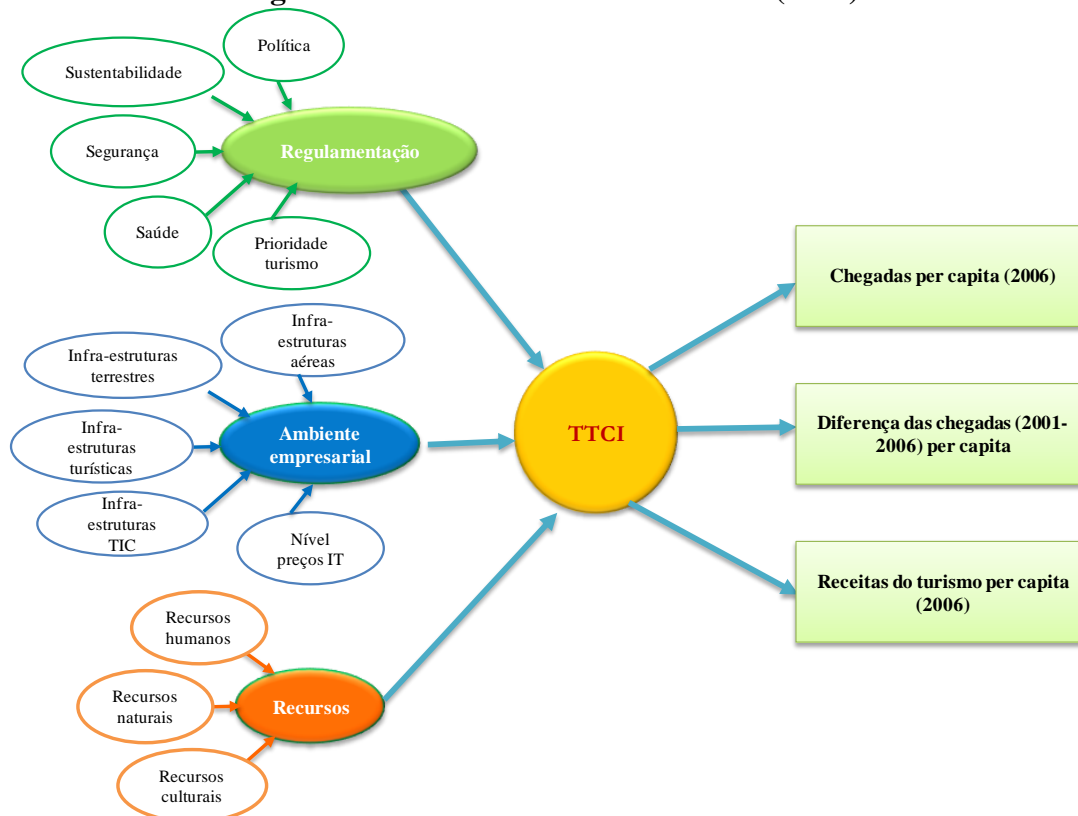 Política
Sustentabilidade
Segurança
Regulamentação
Saúde
Prioridade
turismo
Infra-
estruturas
aéreas
Infra-estruturas
terrestres
Infra-
estruturas
turísticas
Ambiente
empresarial
Infra-
estruturas
TIC
Nível
preços IT
Recursos
humanos
Recursos
naturais
Recursos
Recursos
culturais
TTCI
Chegadas per capita (2006)
Diferença das chegadas (2001-
2006) per capita
Receitas do turismo per capita
(2006)